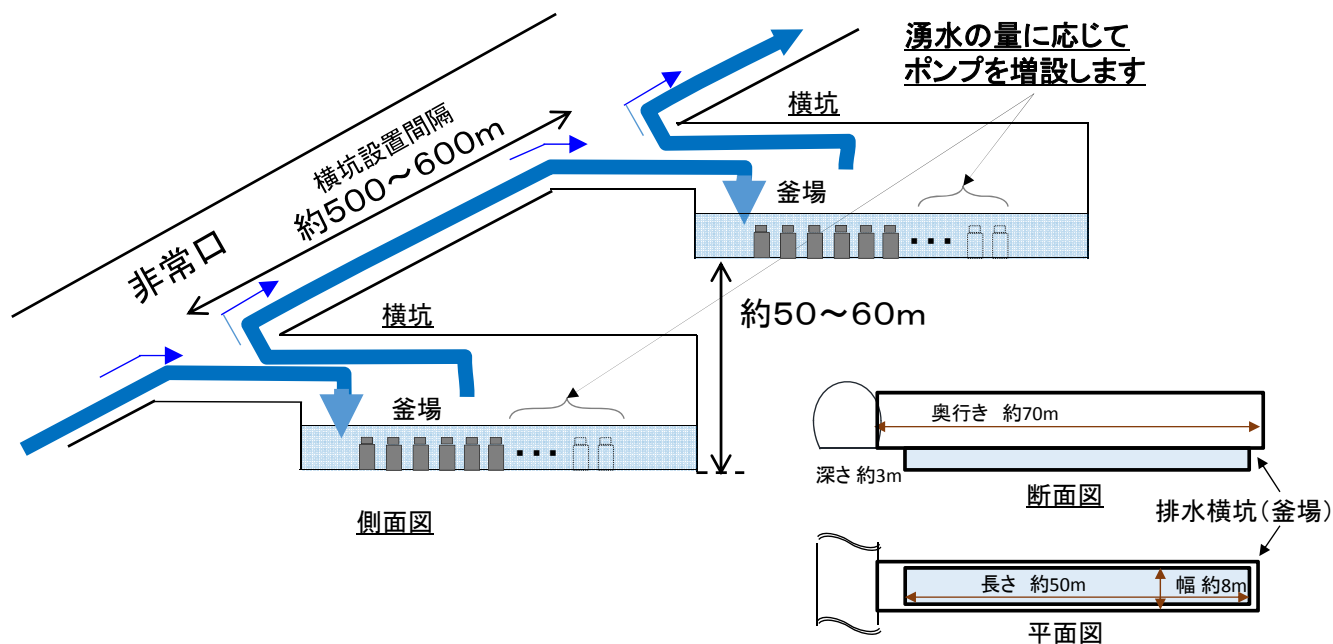 湧水の量に応じて
ポンプを増設します
横坑
横坑設置間隔
約500～600m
非常口
釜場
・・・
約50～60m
横坑
釜場
・・・
側面図
奥行き 約70m
深さ 約3m
断面図
排水横坑（釜場）
長さ 約50m
幅 約8m
平面図